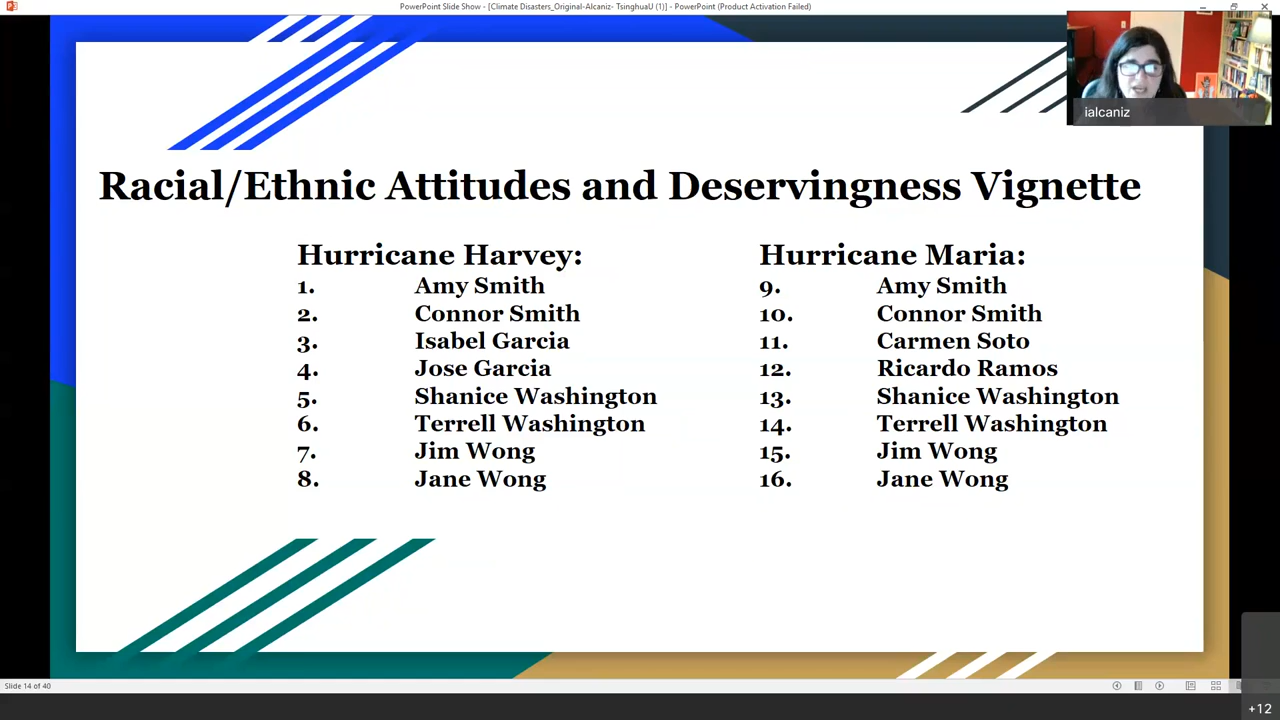 PowerPoint Slide Show - [Climate Disasters_Original-Alcaniz- TsinghuaU (1)] - PowerPoint (Product Activation Failed)
ialcaniz
Racial/Ethnic Attitudes and Deservingness Vignette
Hurricane Harvey:
1. Amy Smith
2. Connor Smith
3. Isabel Garcia
4. Jose Garcia
5. Shanice Washington
6. Terrell Washington
7. Jim Wong
8. Jane Wong
Hurricane Maria:
9. Amy Smith
10. Connor Smith
11. Carmen Soto
12. Ricardo Ramos
13. Shanice Washington
14. Terrell Washington
15. Jim Wong
16. Jane Wong
Slide 14 of 40
+12